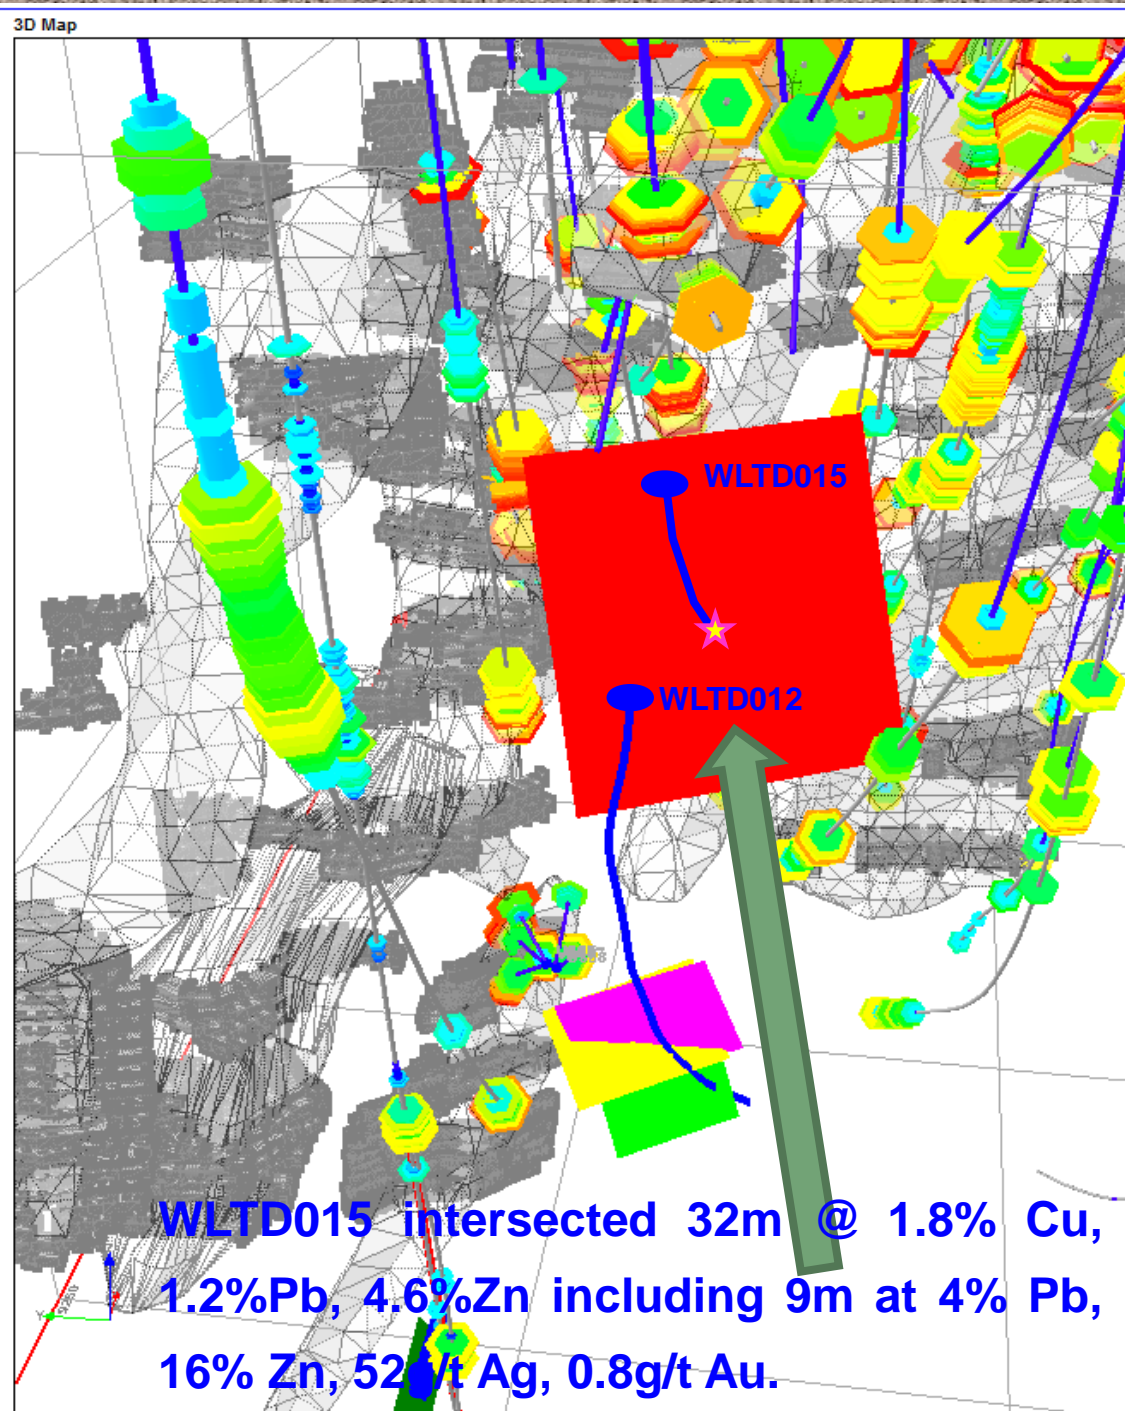 3D Map
WLTD015
WLTD012
WLTD015 intersected 32m @ 1.8% Cu,
1.2%Pb, 4.6%Zn including 9m at 4% Pb,
16% Zn, 52g/t Ag, 0.8g/t Au.